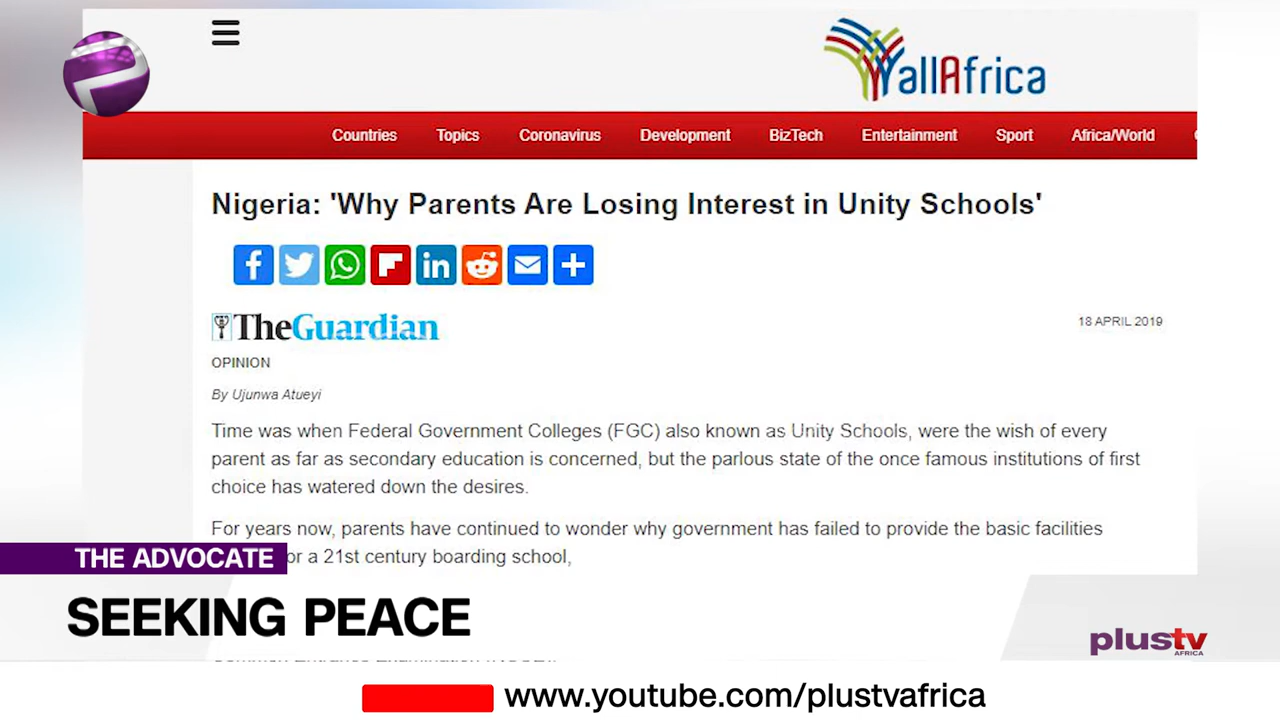 allAfrica
Countries Topics Coronavirus Development BizTech Entertainment Sport Africa/World
Nigeria: 'Why Parents Are Losing Interest in Unity Schools'
TheGuardian
18 APRIL 2019
OPINION
By Ujunwa Atueyi
Time was when Federal Government Colleges (FGC) also known as Unity Schools, were the wish of every
parent as far as secondary education is concerned, but the parlous state of the once famous institutions of first
choice has watered down the desires.
For years now, parents have continued to wonder why government has failed to provide the basic facilities
or a 21st century boarding school,
THE ADVOCATE
SEEKING PEACE
plustv
AFRICA
www.youtube.com/plustvafrica